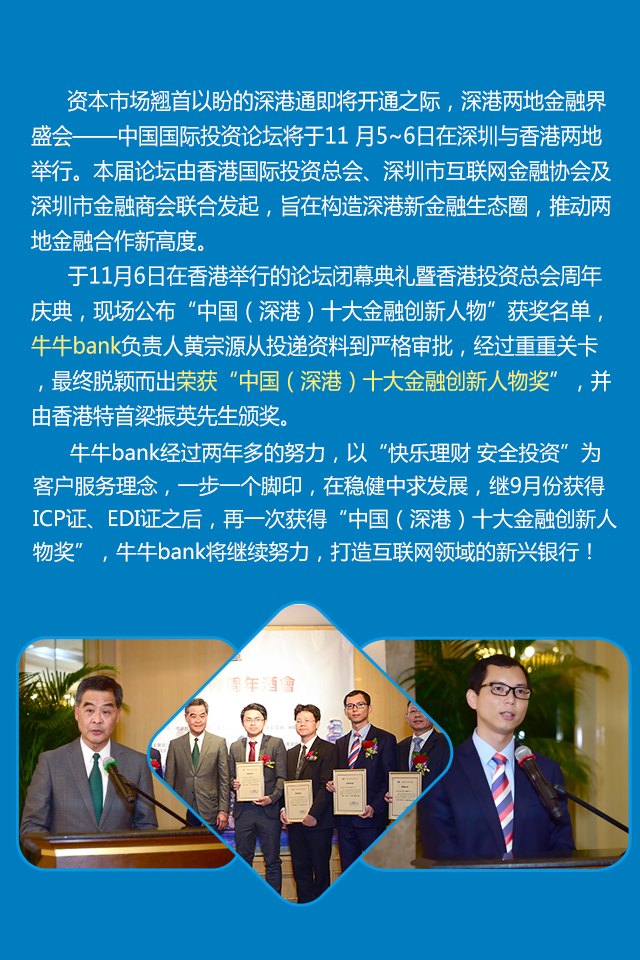 资本市场翘首以盼的深港通即将开通之际，深港两地金融界
盛会——中国国际投资论坛将于11 月5~6日在深圳与香港两地
举行。本届论坛由香港国际投资总会、深圳市互联网金融协会及
深圳市金融商会联合发起，旨在构造深港新金融生态圈，推动两
地金融合作新高度。
于11月6日在香港举行的论坛闭幕典礼暨香港投资总会周年
庆典，现场公布“中国（深港）十大金融创新人物”获奖名单，
牛牛bank负责人黄宗源从投递资料到严格审批，经过重重关卡
，最终脱颖而出荣获“中国（深港）十大金融创新人物奖”，并
由香港特首梁振英先生颁奖。
牛牛bank经过两年多的努力，以“快乐理财 安全投资”为
客户服务理念，一步一个脚印，在稳健中求发展，继9月份获得
ICP证、EDI证之后，再一次获得“中国（深港）十大金融创新人
物奖”，牛牛bank将继续努力，打造互联网领域的新兴银行！
周年酒會